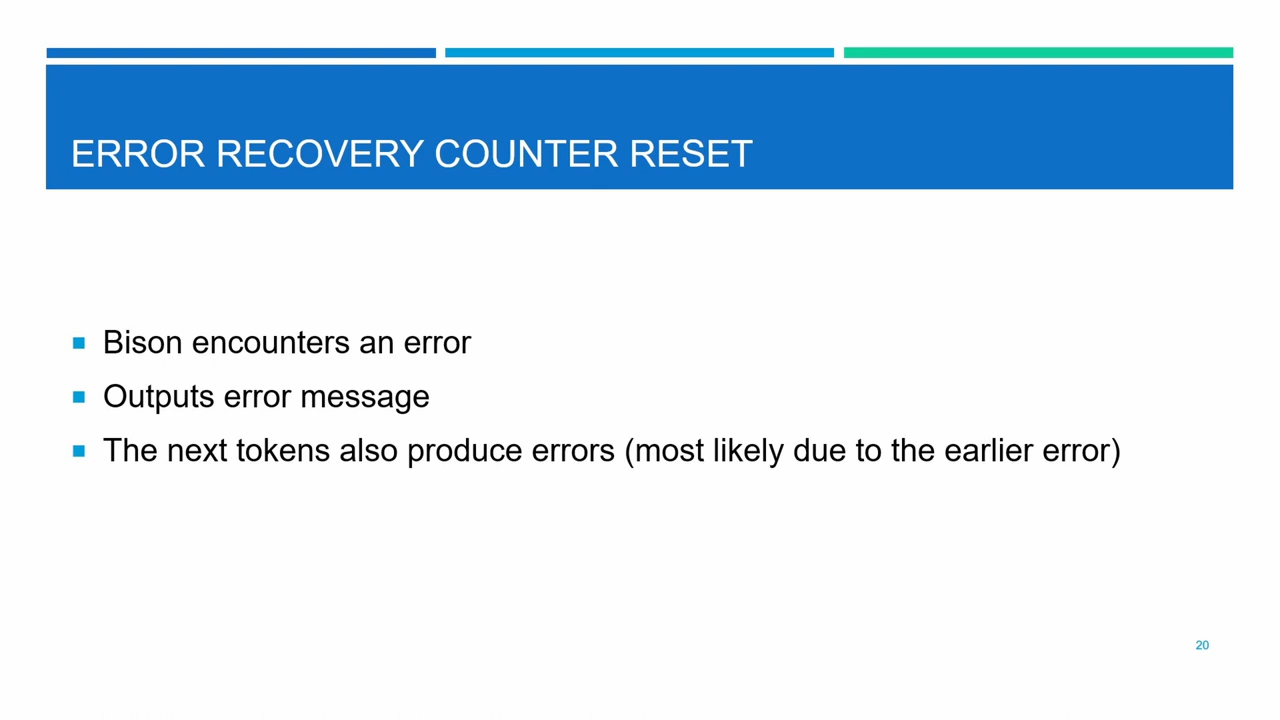 ERROR RECOVERY COUNTER RESET
Bison encounters an error
Outputs error message
The next tokens also produce errors (most likely due to the earlier error)
20